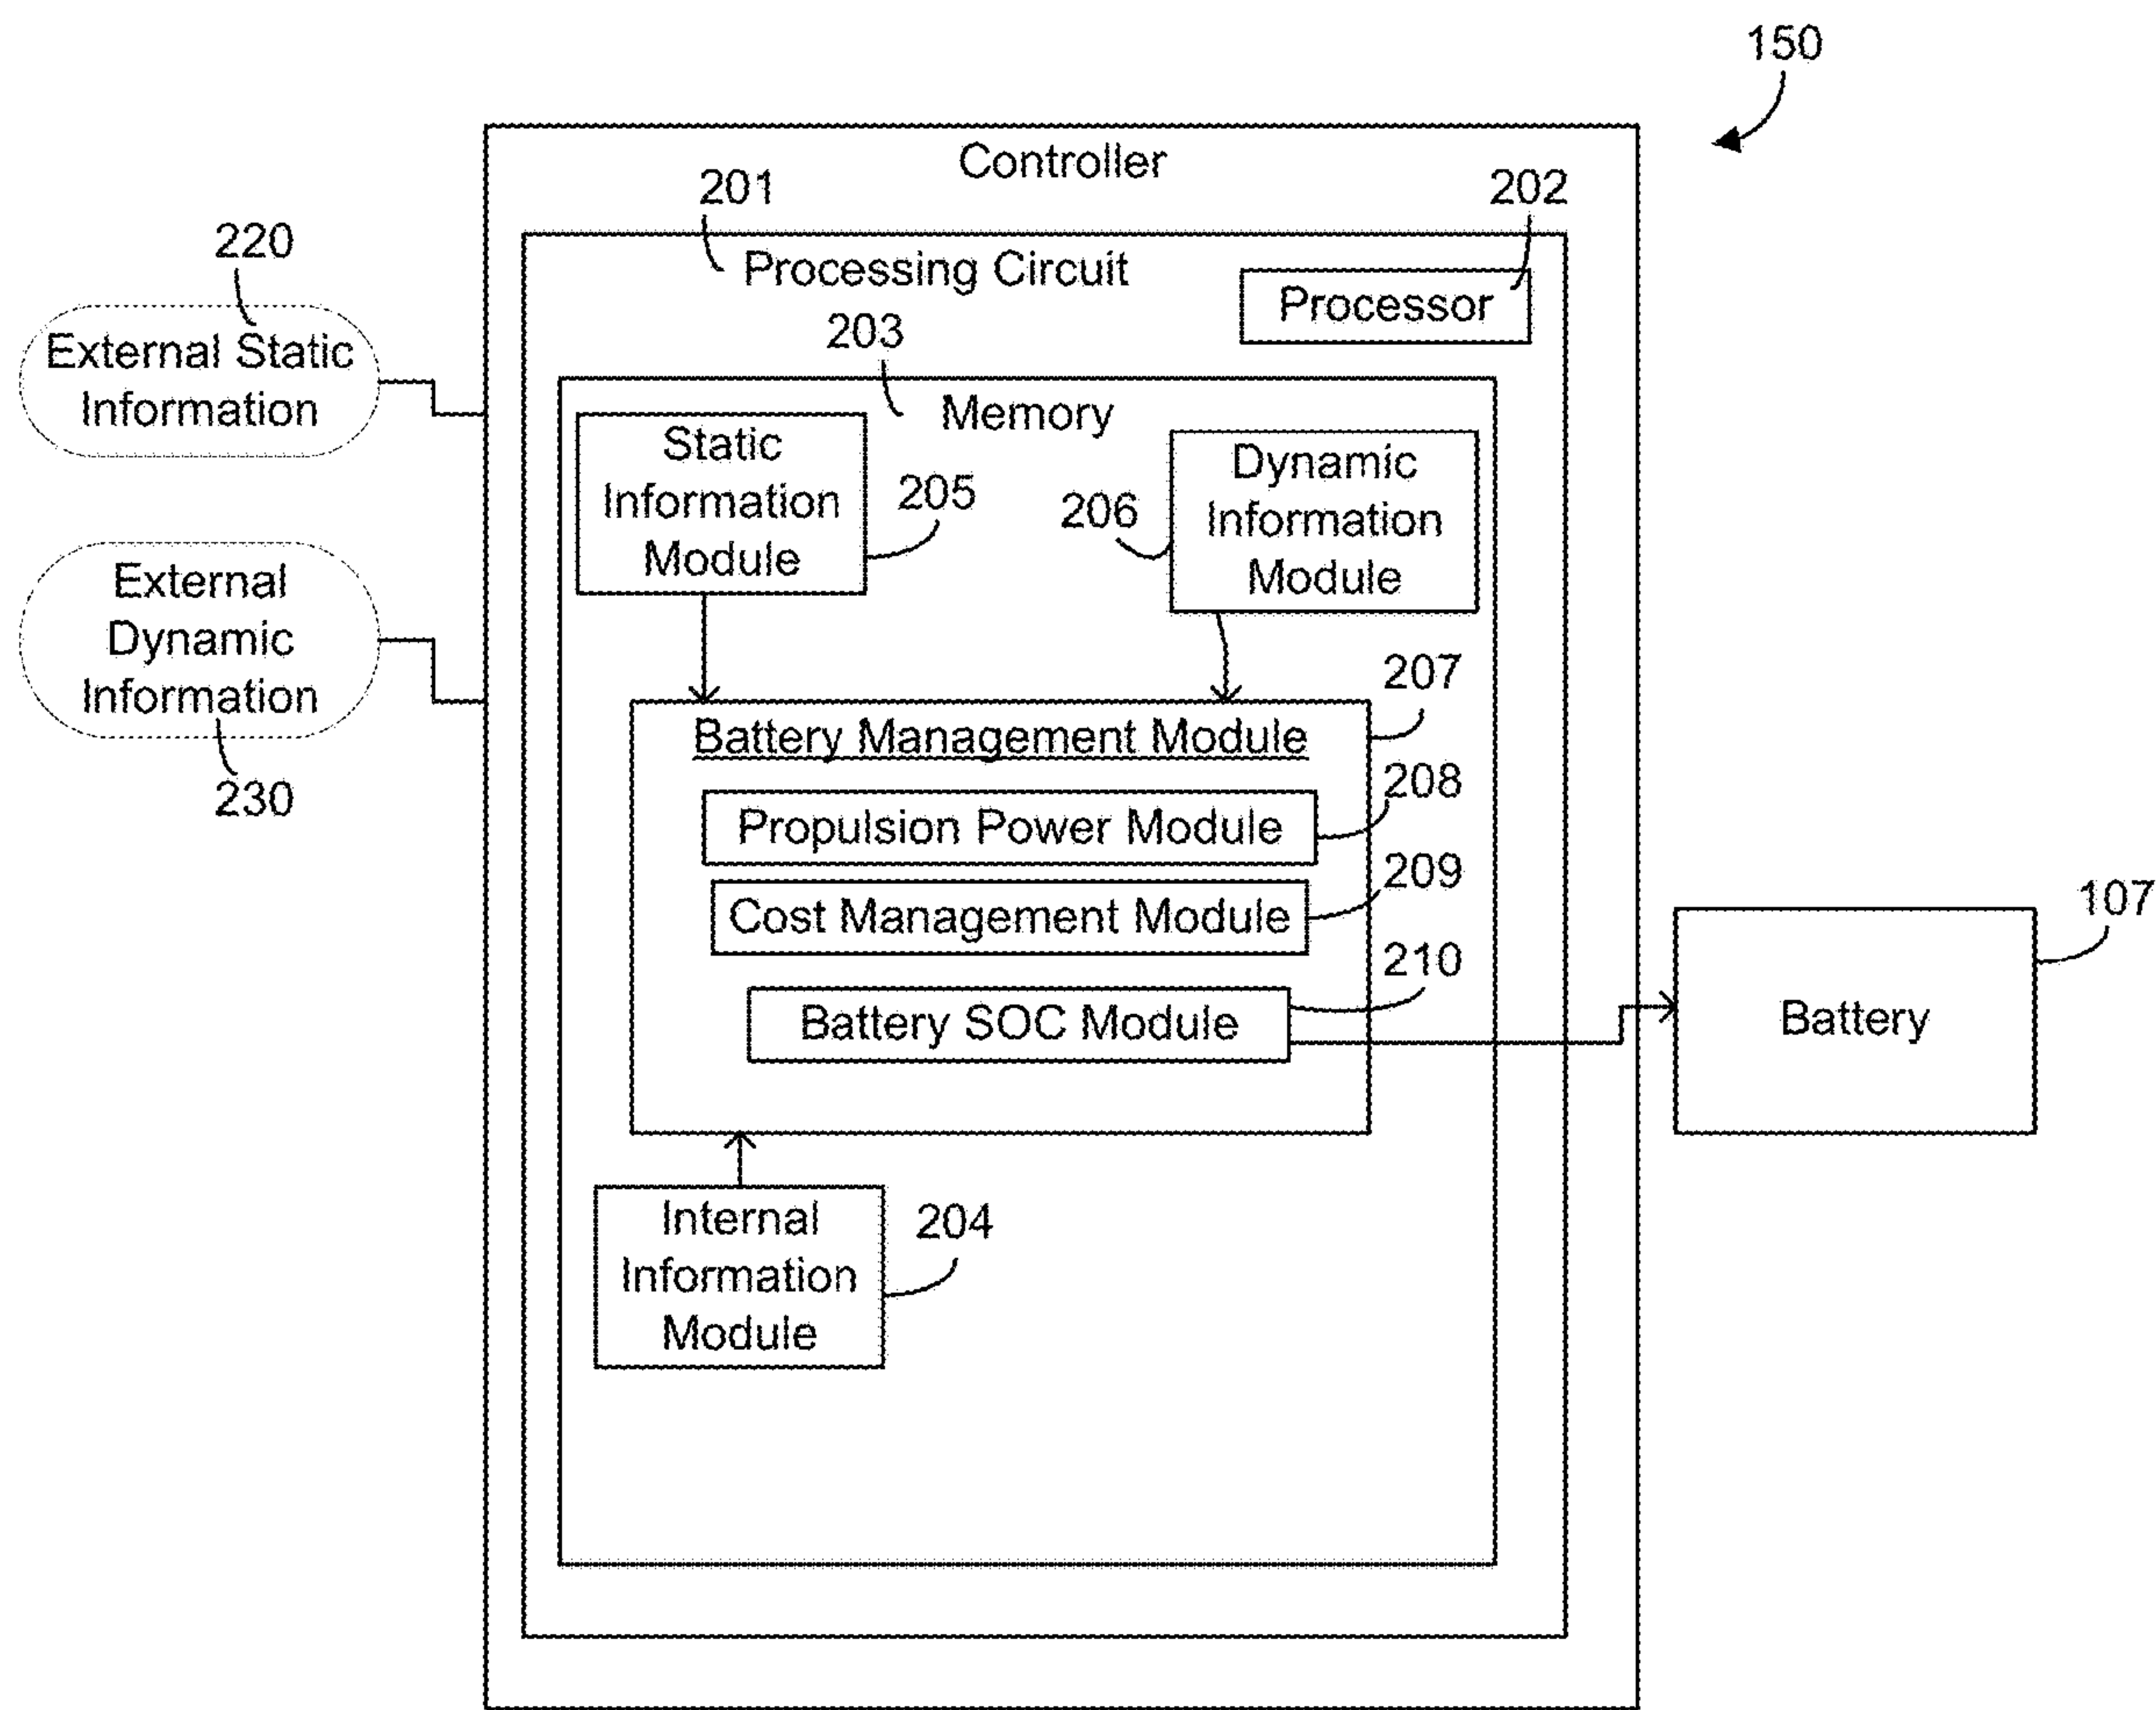 150
Controller
201
202
220
Processing Circuit
Processor
203
External Static
Information
Memory
Static
Information
Module
205
206
Dynamic
Information
Module
External
Dynamic
Information
230
207
Battery Management Module
208
Propulsion Power Module
209
Cost Management Module
210
Battery SOC Module
107
Battery
Internal
Information
Module
204